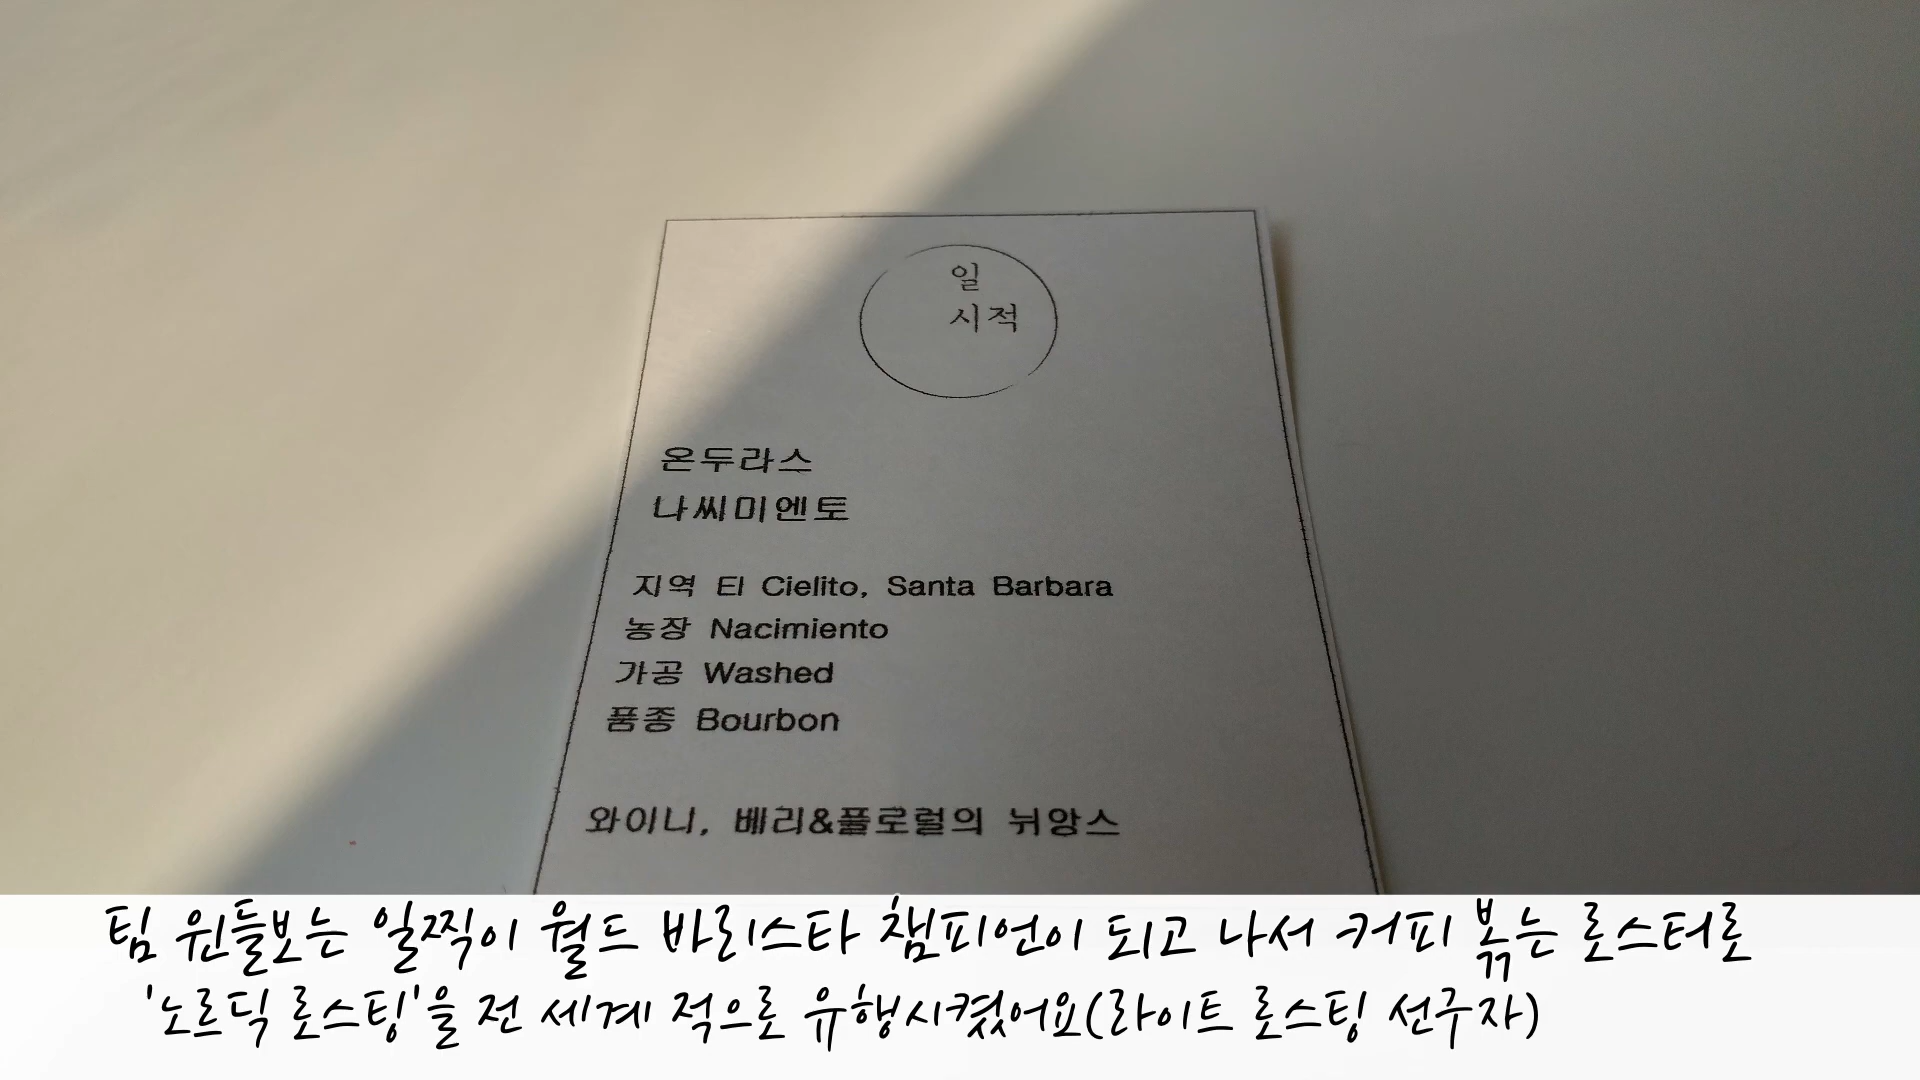 일
시적
온두라스
나씨미엔토
지역 El Cielito, Santa Barbara
농장 Nacimiento
가공 Washed
품종 Bourbon
와이니, 베리&플로럴의 뉘앙스
팀 윈들보는 일찍이 월드 바리스타 챔피언이 되고 나서 커피 볶는 로스터로
'노르딕 로스팅'을 전 세계 적으로 유행시켰어요(라이트 로스팅 선구자)